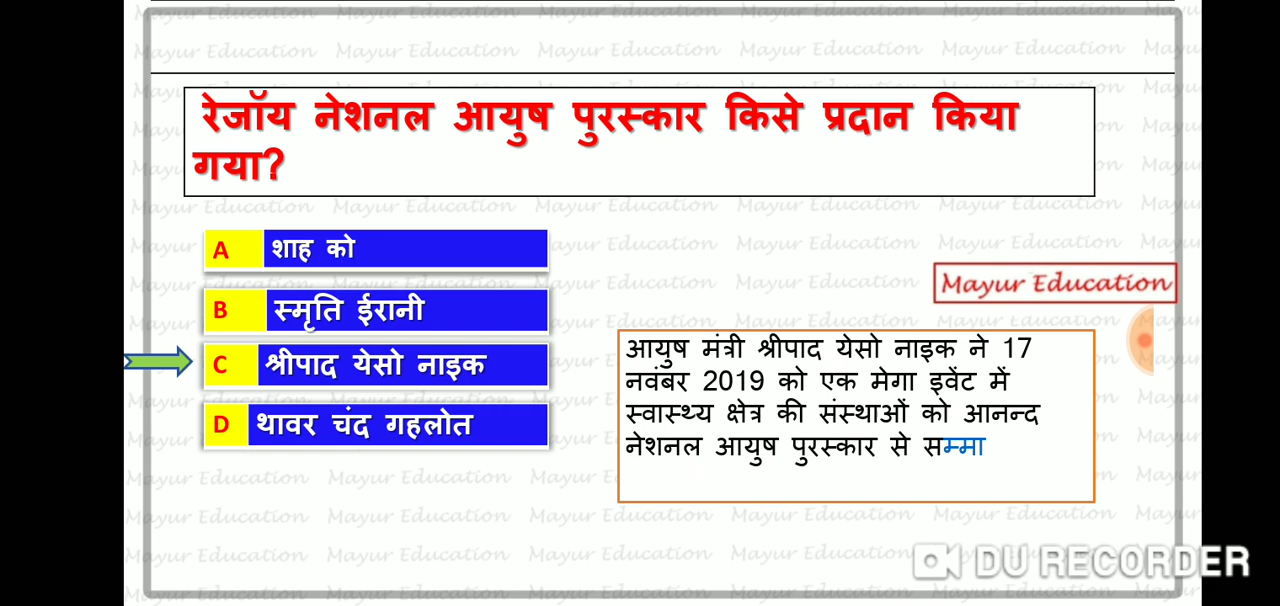 रेजॉय नेशनल आयुष पुरस्कार किसे प्रदान किया
गया?
A शाह को
B स्मृति ईरानी
C श्रीपाद येसो नाइक
D थावर चंद गहलोत
Mayur Education
आयुष मंत्री श्रीपाद येसो नाइक ने 17
नवंबर 2019 को एक मेगा इवेंट में
स्वास्थ्य क्षेत्र की संस्थाओं को आनन्द
नेशनल आयुष पुरस्कार से सम्मा
DU RECORDER